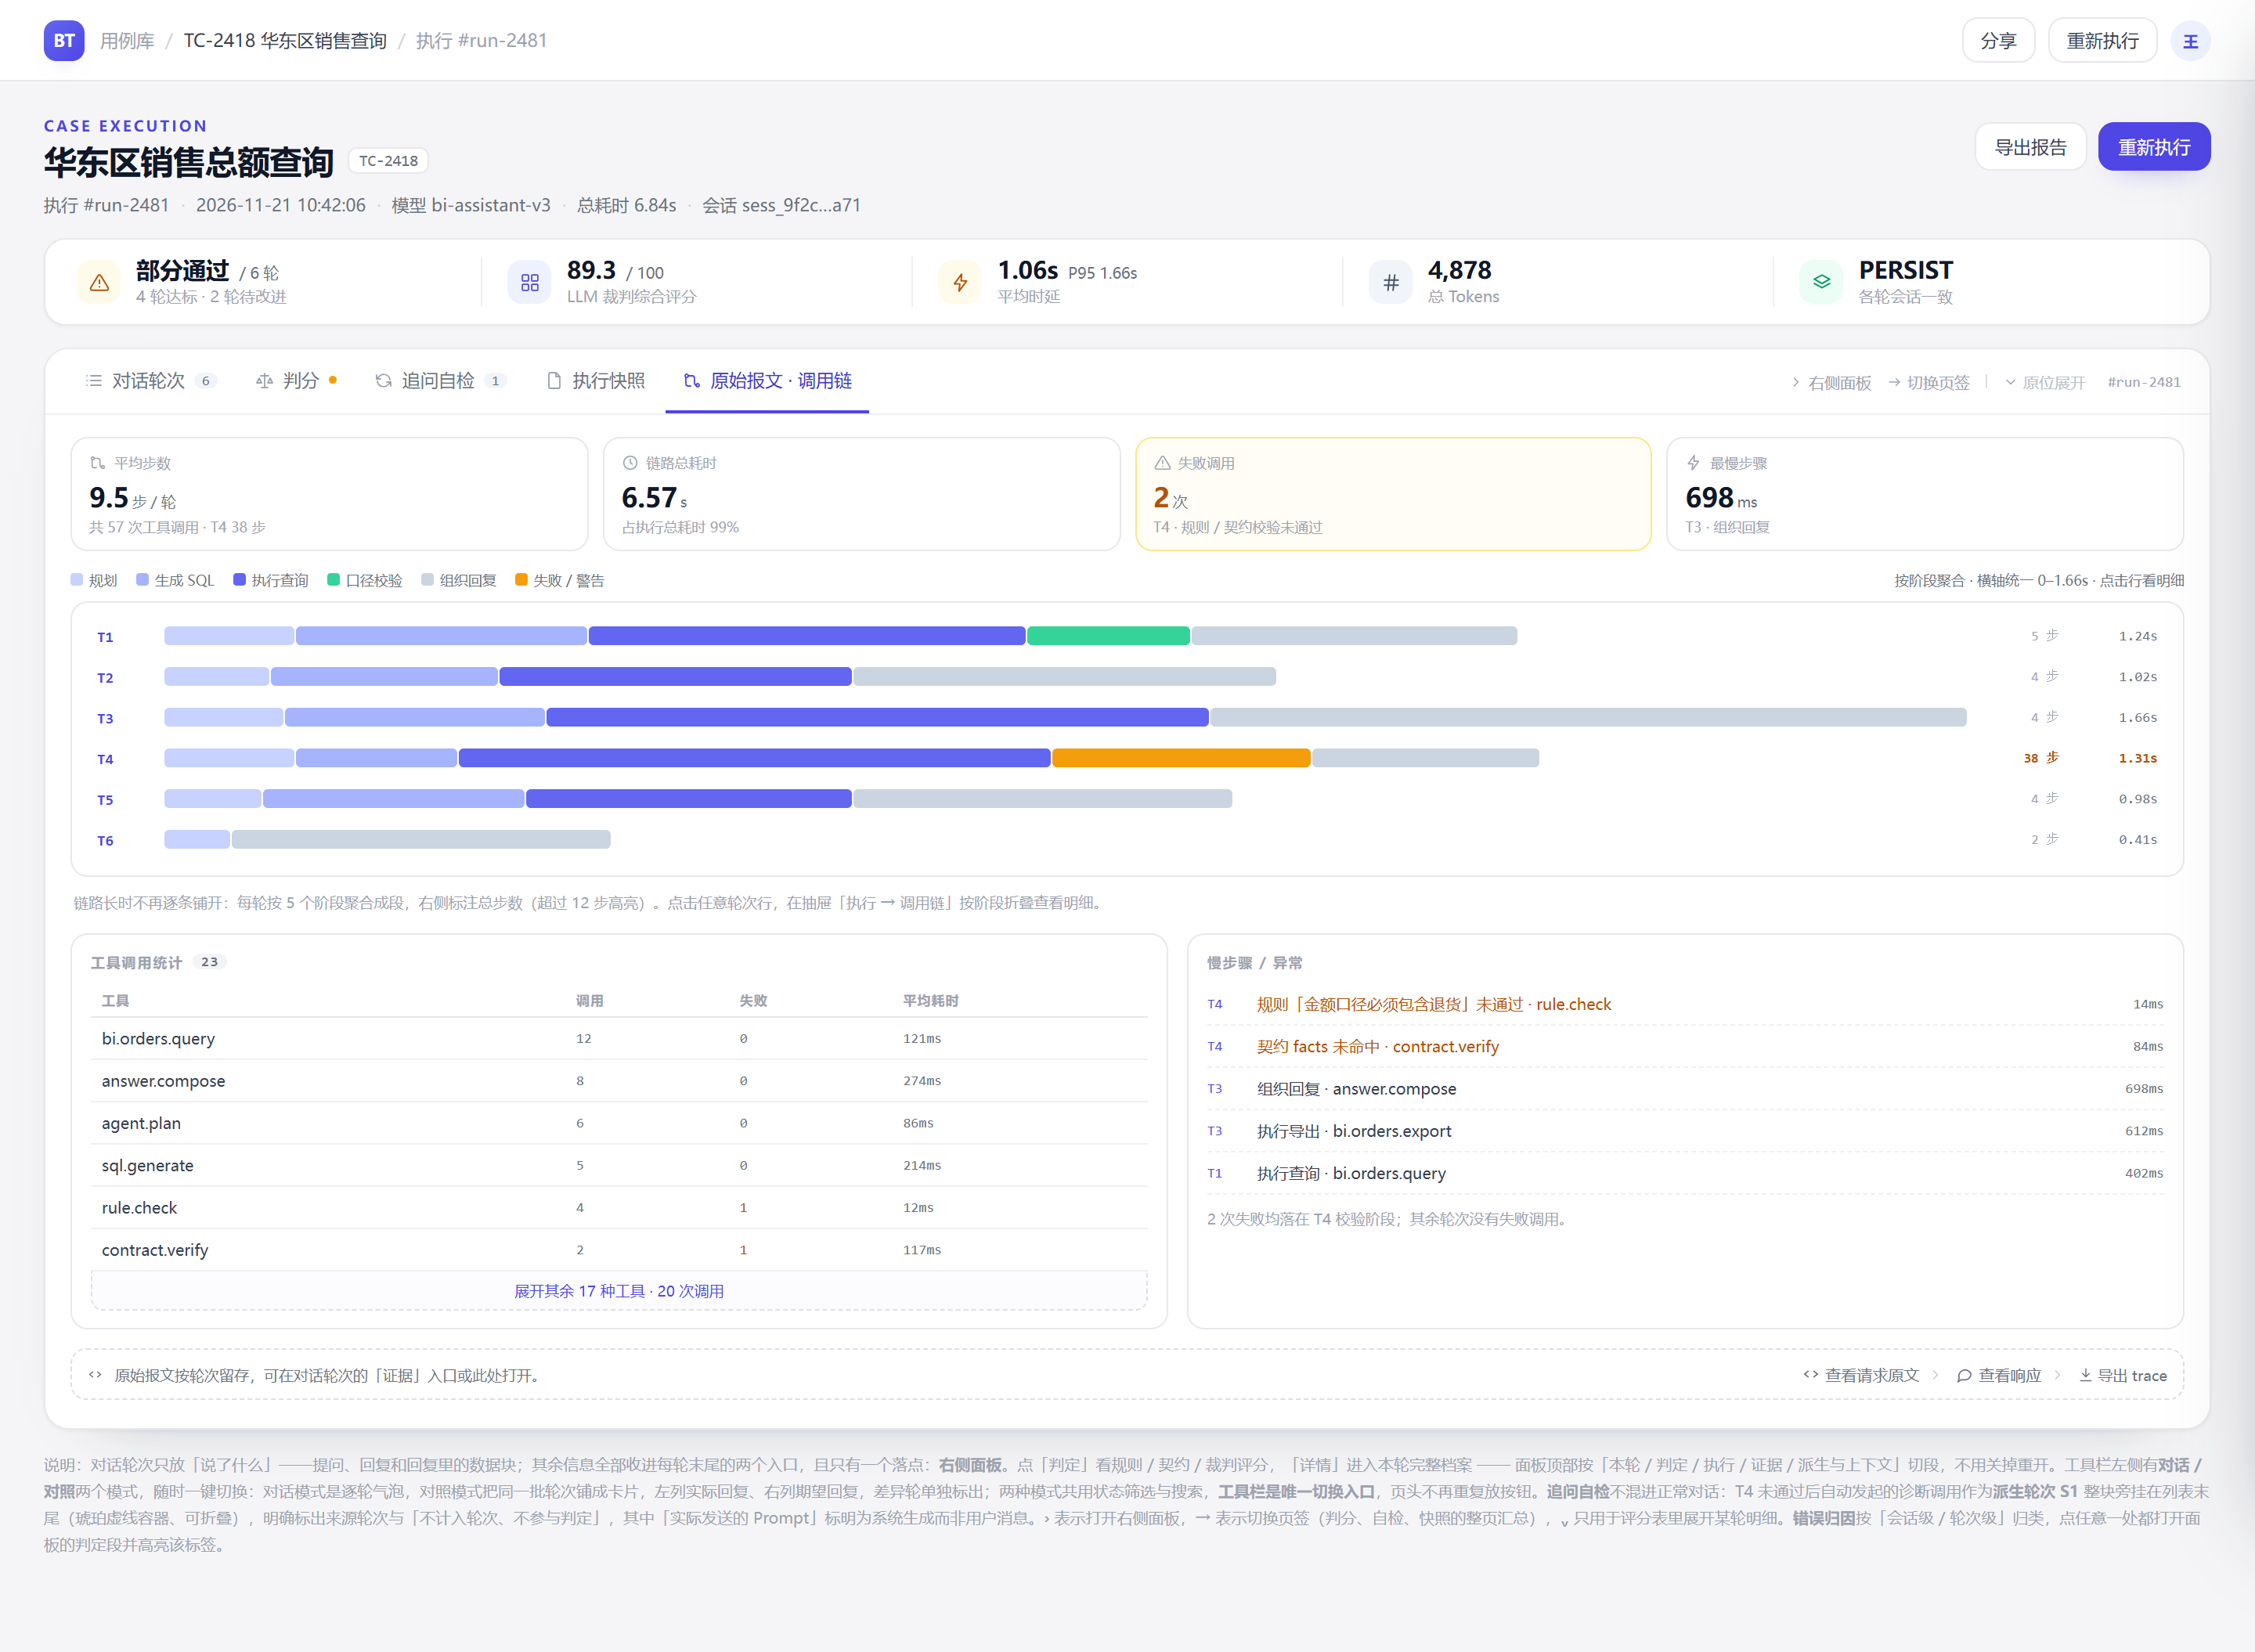 BT 用例库 / TC-2418 华东区销售查询 / 执行 #run-2481 分享 重新执行 王
CASE EXECUTION
华东区销售总额查询 TC-2418 导出报告 重新执行
执行 #run-2481 · 2026-11-21 10:42:06 · 模型 bi-assistant-v3 · 总耗时 6.84s · 会话 sess_9f2c…a71
部分通过 / 6 轮
4 轮达标 · 2 轮待改进
89.3 / 100
LLM 裁判综合评分
1.06s P95 1.66s
平均时延
# 4,878
总 Tokens
PERSIST
各轮会话一致
对话轮次 6 判分 追问自检 1 执行快照 原始报文 · 调用链 › 右侧面板 → 切换页签 ⌄ 原位展开 #run-2481
平均步数
9.5 步 / 轮
共 57 次工具调用 · T4 38 步
链路总耗时
6.57 s
占执行总耗时 99%
失败调用
2 次
T4 · 规则 / 契约校验未通过
最慢步骤
698 ms
T3 · 组织回复
规划 生成 SQL 执行查询 口径校验 组织回复 失败 / 警告 按阶段聚合 · 横轴统一 0–1.66s · 点击行看明细
T1 5 步 1.24s
T2 4 步 1.02s
T3 4 步 1.66s
T4 38 步 1.31s
T5 4 步 0.98s
T6 2 步 0.41s
链路长时不再逐条铺开：每轮按 5 个阶段聚合成段，右侧标注总步数（超过 12 步高亮）。点击任意轮次行，在抽屉「执行 → 调用链」按阶段折叠查看明细。
工具调用统计 23
工具 调用 失败 平均耗时
bi.orders.query 12 0 121ms
answer.compose 8 0 274ms
agent.plan 6 0 86ms
sql.generate 5 0 214ms
rule.check 4 1 12ms
contract.verify 2 1 117ms
展开其余 17 种工具 · 20 次调用
慢步骤 / 异常
T4 规则「金额口径必须包含退货」未通过 · rule.check 14ms
T4 契约 facts 未命中 · contract.verify 84ms
T3 组织回复 · answer.compose 698ms
T3 执行导出 · bi.orders.export 612ms
T1 执行查询 · bi.orders.query 402ms
2 次失败均落在 T4 校验阶段；其余轮次没有失败调用。
原始报文按轮次留存，可在对话轮次的「证据」入口或此处打开。 查看请求原文 › 查看响应 › 导出 trace
说明：对话轮次只放「说了什么」——提问、回复和回复里的数据块；其余信息全部收进每轮末尾的两个入口，且只有一个落点：右侧面板。点「判定」看规则 / 契约 / 裁判评分，「详情」进入本轮完整档案 —— 面板顶部按「本轮 / 判定 / 执行 / 证据 / 派生与上下文」切段，不用关掉重开。工具栏左侧有对话 /
对照两个模式，随时一键切换：对话模式是逐轮气泡，对照模式把同一批轮次铺成卡片，左列实际回复、右列期望回复，差异轮单独标出；两种模式共用状态筛选与搜索，工具栏是唯一切换入口，页头不再重复放按钮。追问自检不混进正常对话：T4 未通过后自动发起的诊断调用作为派生轮次 S1 整块旁挂在列表末
尾（琥珀虚线容器、可折叠），明确标出来源轮次与「不计入轮次、不参与判定」，其中「实际发送的 Prompt」标明为系统生成而非用户消息。› 表示打开右侧面板，→ 表示切换页签（判分、自检、快照的整页汇总），⌄ 只用于评分表里展开某轮明细。错误归因按「会话级 / 轮次级」归类，点任意一处都打开面
板的判定段并高亮该标签。